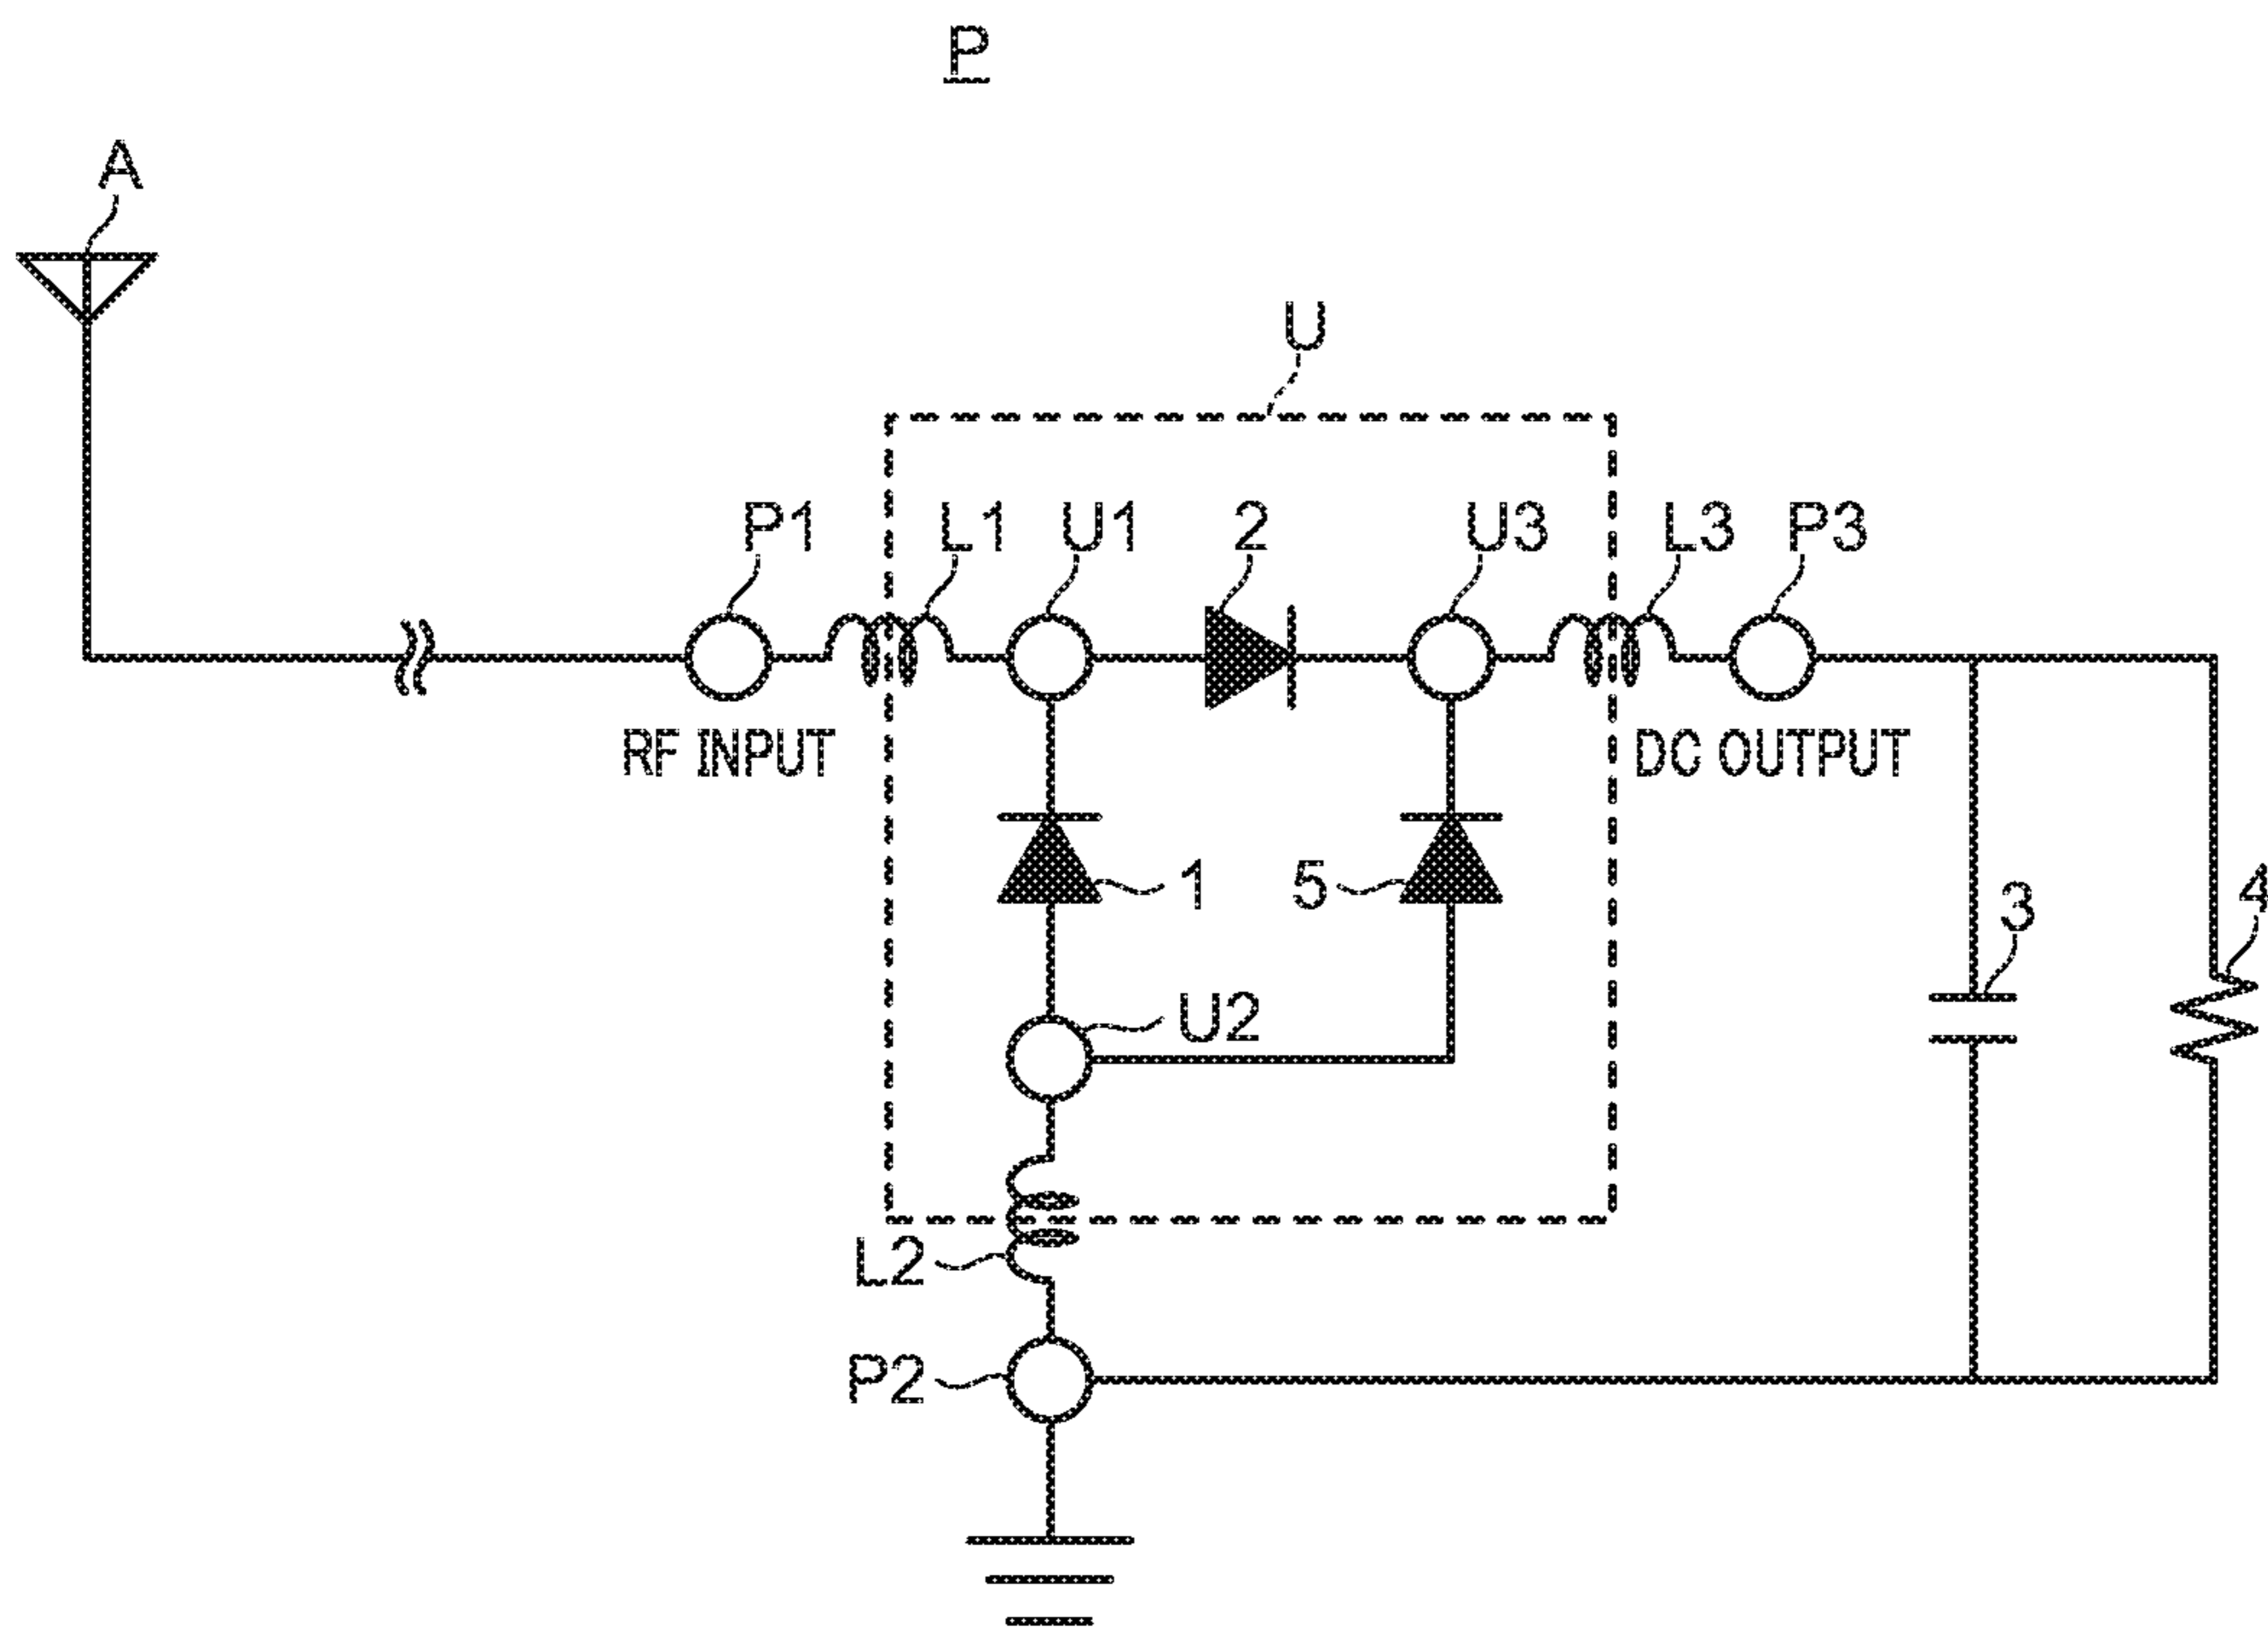 P
A
U
P1 L1 U1 2 U3 L3 P3
RF INPUT DC OUTPUT
1 5 3 4
U2
L2
P2